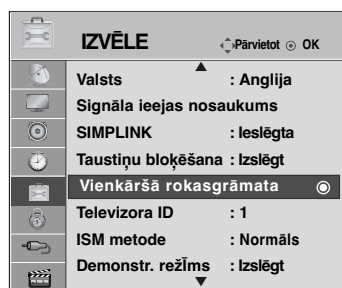 IZVĒLE Pārvietot OK
Valsts : Anglija
Signāla ieejas nosaukums
SIMPLINK : Ieslēgta
Taustiņu bloķēšana : Izslēgt
Vienkāršā rokasgrāmata
Televizora ID : 1
ISM metode : Normāls
Demonstr. režĪms : Izslēgt